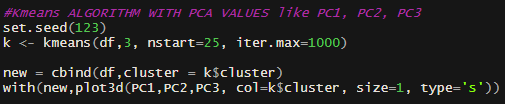 #Kmeans ALGORITHM WITH PCA VALUES like PC1, PC2, PC3
set.seed(123)
k <- kmeans(df,3, nstart=25, iter.max=1000)
new = cbind(df,cluster = k$cluster)
with(new,plot3d(PC1,PC2,PC3, col=k$cluster, size=1, type='s'))